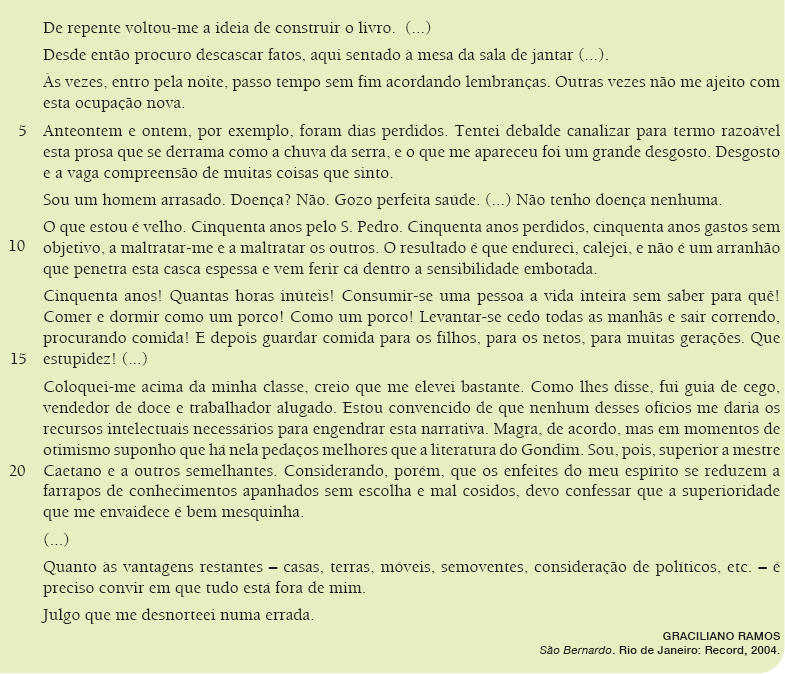 De repente voltou-me a ideia de construir o livro. (...)
Desde então procuro descascar fatos, aqui sentado à mesa da sala de jantar (...).
Às vezes, entro pela noite, passo tempo sem fim acordando lembranças. Outras vezes não me ajeito com
esta ocupação nova.
5 Anteontem e ontem, por exemplo, foram dias perdidos. Tentei debalde canalizar para termo razoável
esta prosa que se derrama como a chuva da serra, e o que me apareceu foi um grande desgosto. Desgosto
e a vaga compreensão de muitas coisas que sinto.
Sou um homem arrasado. Doença? Não. Gozo perfeita saúde. (...) Não tenho doença nenhuma.
O que estou é velho. Cinquenta anos pelo S. Pedro. Cinquenta anos perdidos, cinquenta anos gastos sem
10 objetivo, a maltratar-me e a maltratar os outros. O resultado é que endureci, calejei, e não é um arranhão
que penetra esta casca espessa e vem ferir cá dentro a sensibilidade embotada.
Cinquenta anos! Quantas horas inúteis! Consumir-se uma pessoa a vida inteira sem saber para quê!
Comer e dormir como um porco! Como um porco! Levantar-se cedo todas as manhãs e sair correndo,
procurando comida! E depois guardar comida para os filhos, para os netos, para muitas gerações. Que
15 estupidez! (...)
Coloquei-me acima da minha classe, creio que me elevei bastante. Como lhes disse, fui guia de cego,
vendedor de doce e trabalhador alugado. Estou convencido de que nenhum desses ofícios me daria os
recursos intelectuais necessários para engendrar esta narrativa. Magra, de acordo, mas em momentos de
otimismo suponho que há nela pedaços melhores que a literatura do Gondim. Sou, pois, superior a mestre
20 Caetano e a outros semelhantes. Considerando, porém, que os enfeites do meu espírito se reduzem a
farrapos de conhecimentos apanhados sem escolha e mal cosidos, devo confessar que a superioridade
que me envaidece é bem mesquinha.
(...)
Quanto às vantagens restantes – casas, terras, móveis, semoventes, consideração de políticos, etc. – é
preciso convir em que tudo está fora de mim.
Julgo que me desnorteei numa errada.
GRACILIANO RAMOS
São Bernardo. Rio de Janeiro: Record, 2004.